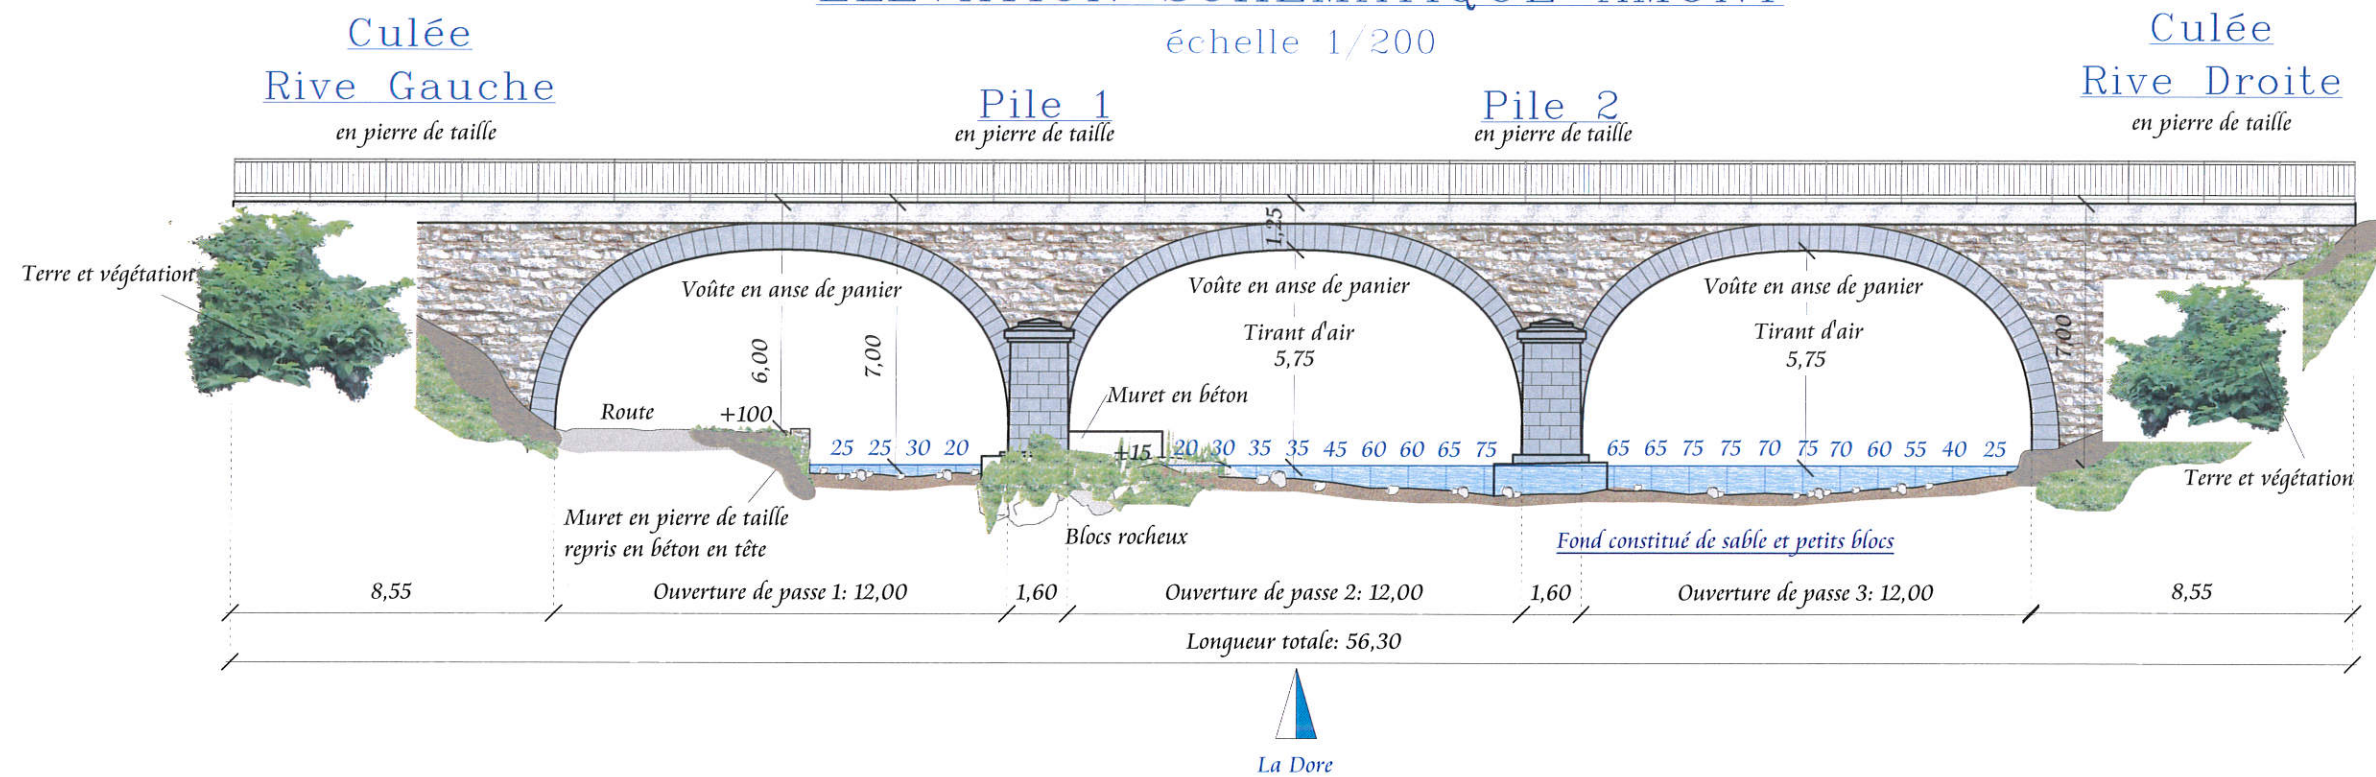 ELEVATION SCHEMATIQUE AMONT
échelle 1/200
Culée
Rive Gauche
en pierre de taille
Pile 1
en pierre de taille
Pile 2
en pierre de taille
Culée
Rive Droite
en pierre de taille
Terre et végétation
Voûte en anse de panier
6,00
7,00
Route
+100
25 25 30 20
1,25
Voûte en anse de panier
Tirant d'air
5,75
Muret en béton
+15
20 30 35 35 45 60 60 65 75
Voûte en anse de panier
Tirant d'air
5,75
7,00
65 65 75 75 70 75 70 60 55 40 25
Terre et végétation
Muret en pierre de taille
repris en béton en tête
Blocs rocheux
Fond constitué de sable et petits blocs
8,55
Ouverture de passe 1: 12,00
1,60
Ouverture de passe 2: 12,00
1,60
Ouverture de passe 3: 12,00
8,55
Longueur totale: 56,30
La Dore